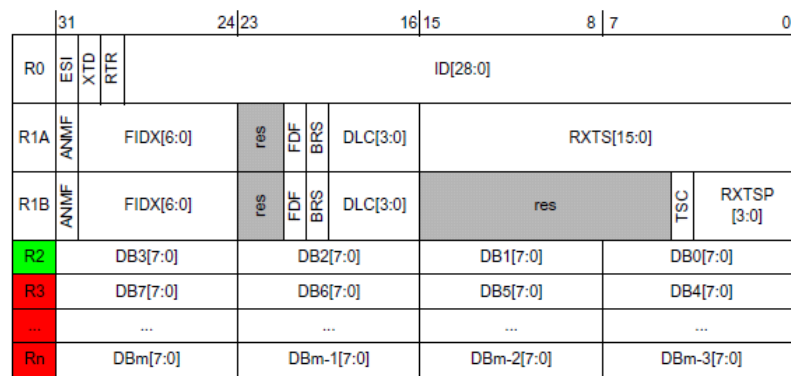 31 24 23 16 15 8 7 0
R0 ESI XTD RTR ID[28:0]
R1A ANMF FIDX[6:0] res FDF BRS DLC[3:0] RXTS[15:0]
R1B ANMF FIDX[6:0] res FDF BRS DLC[3:0] res TSC RXTSP
[3:0]
R2 DB3[7:0] DB2[7:0] DB1[7:0] DB0[7:0]
R3 DB7[7:0] DB6[7:0] DB5[7:0] DB4[7:0]
... ... ... ... ...
Rn DBm[7:0] DBm-1[7:0] DBm-2[7:0] DBm-3[7:0]